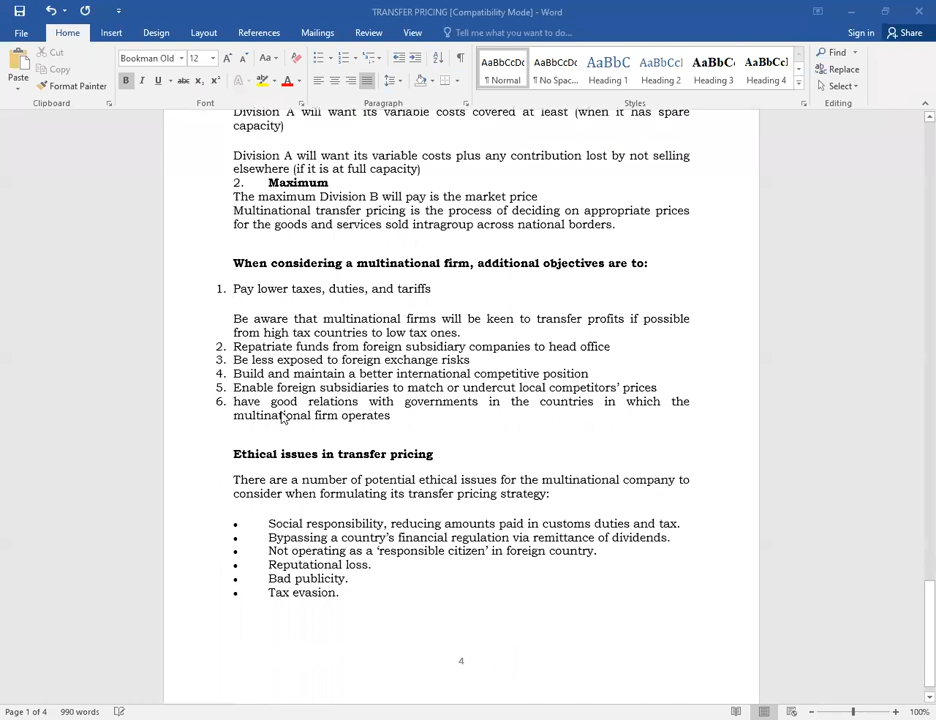 TRANSFER PRICING [Compatibility Mode] - Word
File Home Insert Design Layout References Mailings Review View Tell me what you want to do... Sign in Share
Paste Cut Copy Format Painter
Bookman Old 12 Aa
B I U abc x₂ x² A
AaBbCcDc ¶ Normal AaBbCcDc ¶ No Spac... AaBbC Heading 1 AaBbCc Heading 2 AaBbCc Heading 3 AaBbCc Heading 4
Find Replace Select
Clipboard Font Paragraph Styles Editing
Division A will want its variable costs covered at least (when it has spare
capacity)
Division A will want its variable costs plus any contribution lost by not selling
elsewhere (if it is at full capacity)
2. Maximum
The maximum Division B will pay is the market price
Multinational transfer pricing is the process of deciding on appropriate prices
for the goods and services sold intragroup across national borders.
When considering a multinational firm, additional objectives are to:
1. Pay lower taxes, duties, and tariffs
Be aware that multinational firms will be keen to transfer profits if possible
from high tax countries to low tax ones.
2. Repatriate funds from foreign subsidiary companies to head office
3. Be less exposed to foreign exchange risks
4. Build and maintain a better international competitive position
5. Enable foreign subsidiaries to match or undercut local competitors’ prices
6. have good relations with governments in the countries in which the
multinational firm operates
Ethical issues in transfer pricing
There are a number of potential ethical issues for the multinational company to
consider when formulating its transfer pricing strategy:
• Social responsibility, reducing amounts paid in customs duties and tax.
• Bypassing a country’s financial regulation via remittance of dividends.
• Not operating as a ‘responsible citizen’ in foreign country.
• Reputational loss.
• Bad publicity.
• Tax evasion.
4
Page 1 of 4 990 words 100%